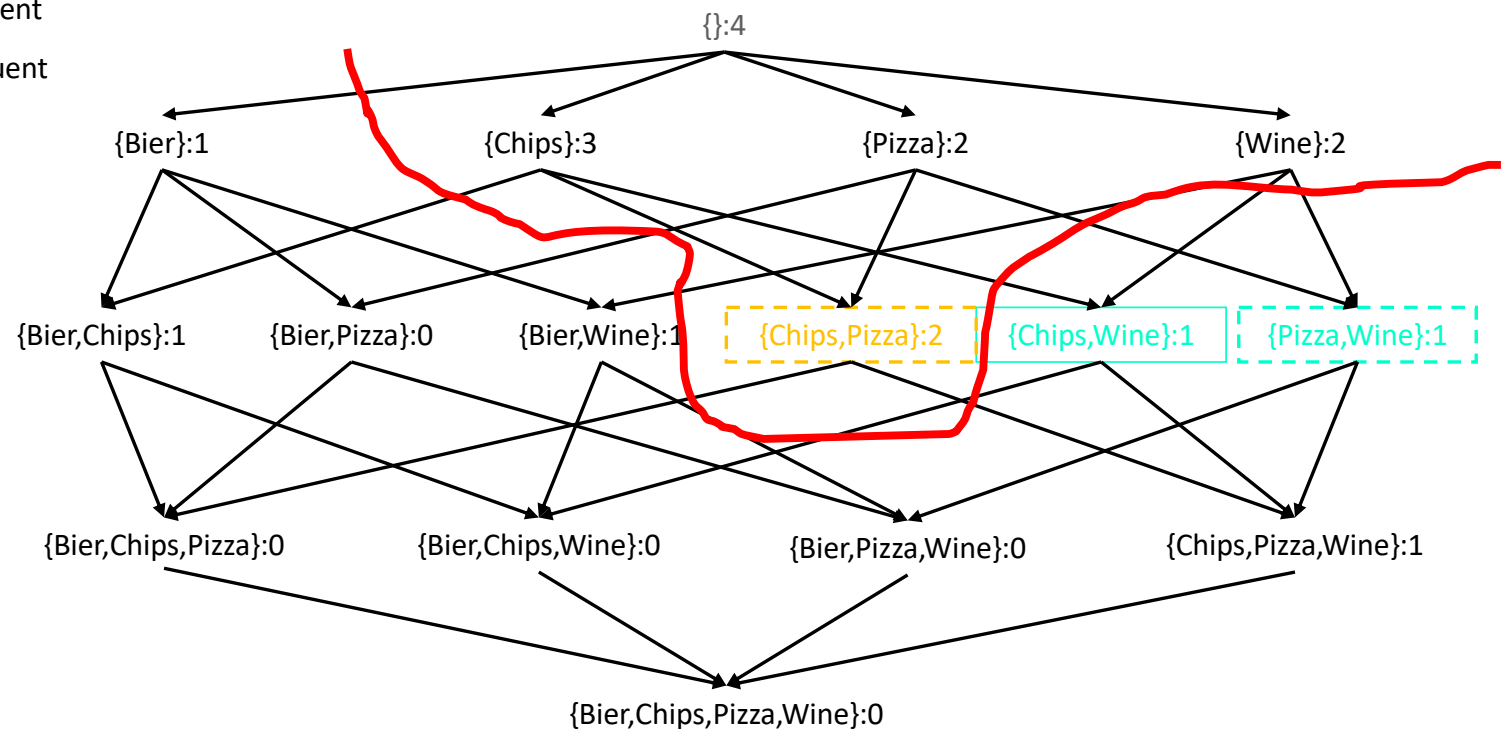 {}:4
{Bier}:1 {Chips}:3 {Pizza}:2 {Wine}:2
{Bier,Chips}:1 {Bier,Pizza}:0 {Bier,Wine}:1 {Chips,Pizza}:2 {Chips,Wine}:1 {Pizza,Wine}:1
{Bier,Chips,Pizza}:0 {Bier,Chips,Wine}:0 {Bier,Pizza,Wine}:0 {Chips,Pizza,Wine}:1
{Bier,Chips,Pizza,Wine}:0